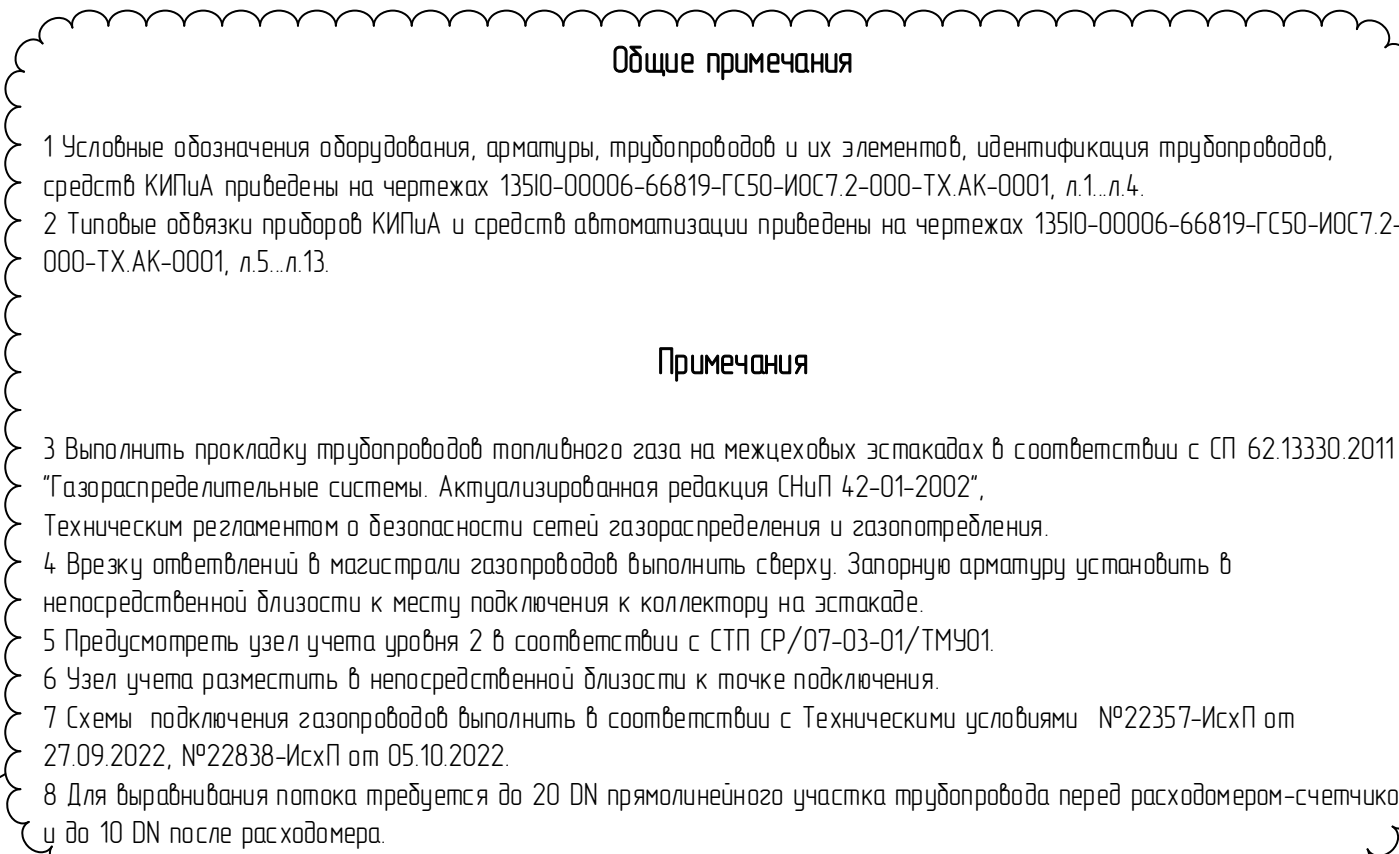 Общие примечания
1 Условные обозначения оборудования, арматуры, трубопроводов и их элементов, идентификация трубопроводов,
средств КИПиА приведены на чертежах 135I0-00006-66819-ГС50-ИОС7.2-000-ТХ.АК-0001, л.1...л.4.
2 Типовые обвязки приборов КИПиА и средств автоматизации приведены на чертежах 135I0-00006-66819-ГС50-ИОС7.2-
000-ТХ.АК-0001, л.5...л.13.
Примечания
3 Выполнить прокладку трубопроводов топливного газа на межцеховых эстакадах в соответствии с СП 62.13330.2011
"Газораспределительные системы. Актуализированная редакция СНиП 42-01-2002",
Техническим регламентом о безопасности сетей газораспределения и газопотребления.
4 Врезку ответвлений в магистрали газопроводов выполнить сверху. Запорную арматуру установить в
непосредственной близости к месту подключения к коллектору на эстакаде.
5 Предусмотреть узел учета уровня 2 в соответствии с СТП СР/07-03-01/ТМУ01.
6 Узел учета разместить в непосредственной близости к точке подключения.
7 Схемы подключения газопроводов выполнить в соответствии с Техническими условиями №22357-ИсхП от
27.09.2022, №22838-ИсхП от 05.10.2022.
8 Для выравнивания потока требуется до 20 DN прямолинейного участка трубопровода перед расходомером-счетчико
и до 10 DN после расходомера.